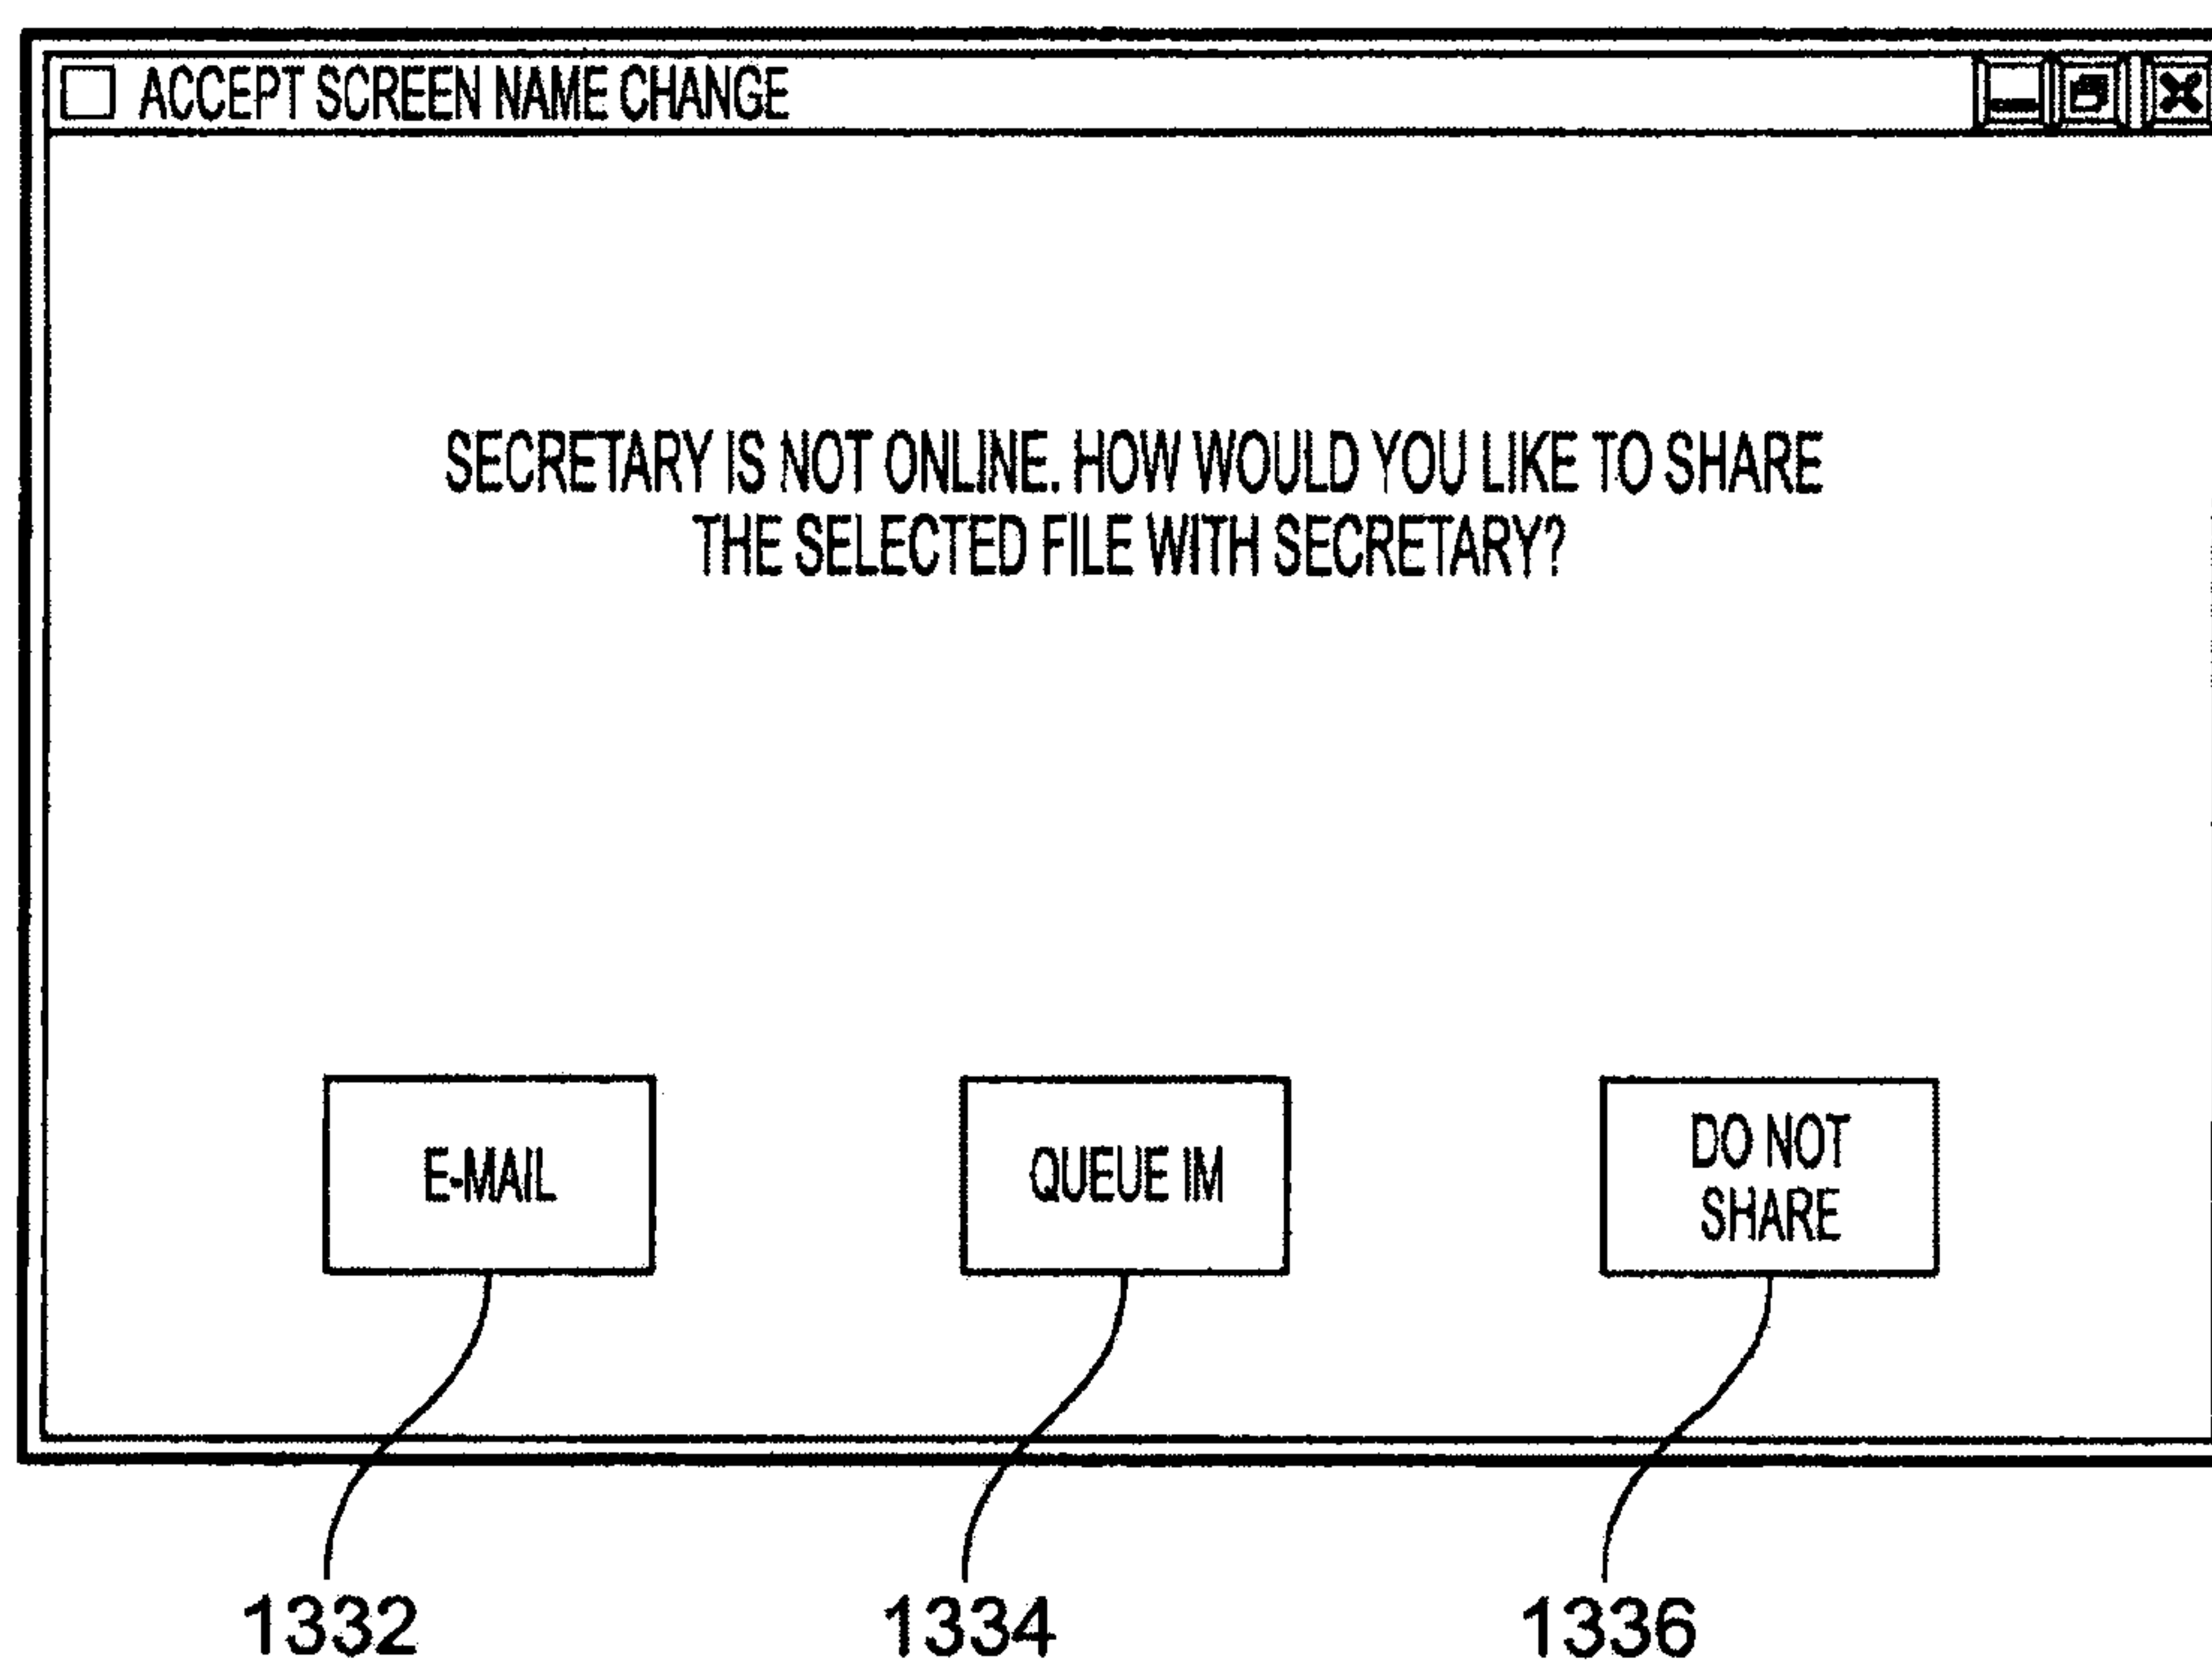 ACCEPT SCREEN NAME CHANGE
SECRETARY IS NOT ONLINE. HOW WOULD YOU LIKE TO SHARE
THE SELECTED FILE WITH SECRETARY?
E-MAIL
QUEUE IM
DO NOT
SHARE
1332
1334
1336